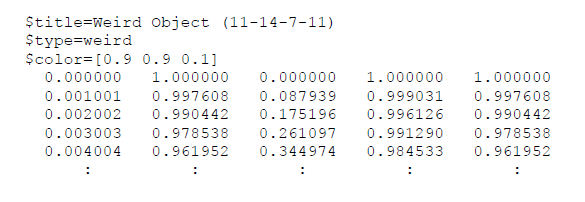 $title=Weird Object (11-14-7-11)
$type=weird
$color=[0.9 0.9 0.1]
0.000000 1.000000 0.000000 1.000000 1.000000
0.001001 0.997608 0.087939 0.999031 0.997608
0.002002 0.990442 0.175196 0.996126 0.990442
0.003003 0.978538 0.261097 0.991290 0.978538
0.004004 0.961952 0.344974 0.984533 0.961952
: : : : :